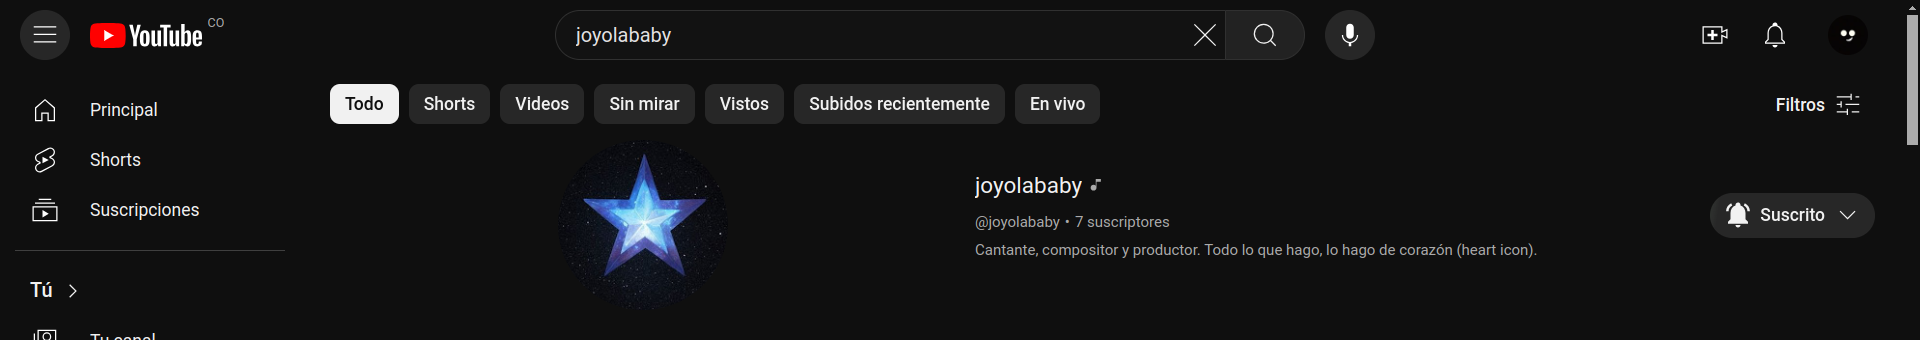 YouTube CO
joyolababy
Todo Shorts Videos Sin mirar Vistos Subidos recientemente En vivo Filtros
Principal
Shorts
Suscripciones
Tú
Tu canal
joyolababy
@joyolababy • 7 suscriptores
Cantante, compositor y productor. Todo lo que hago, lo hago de corazón (heart icon).
Suscrito